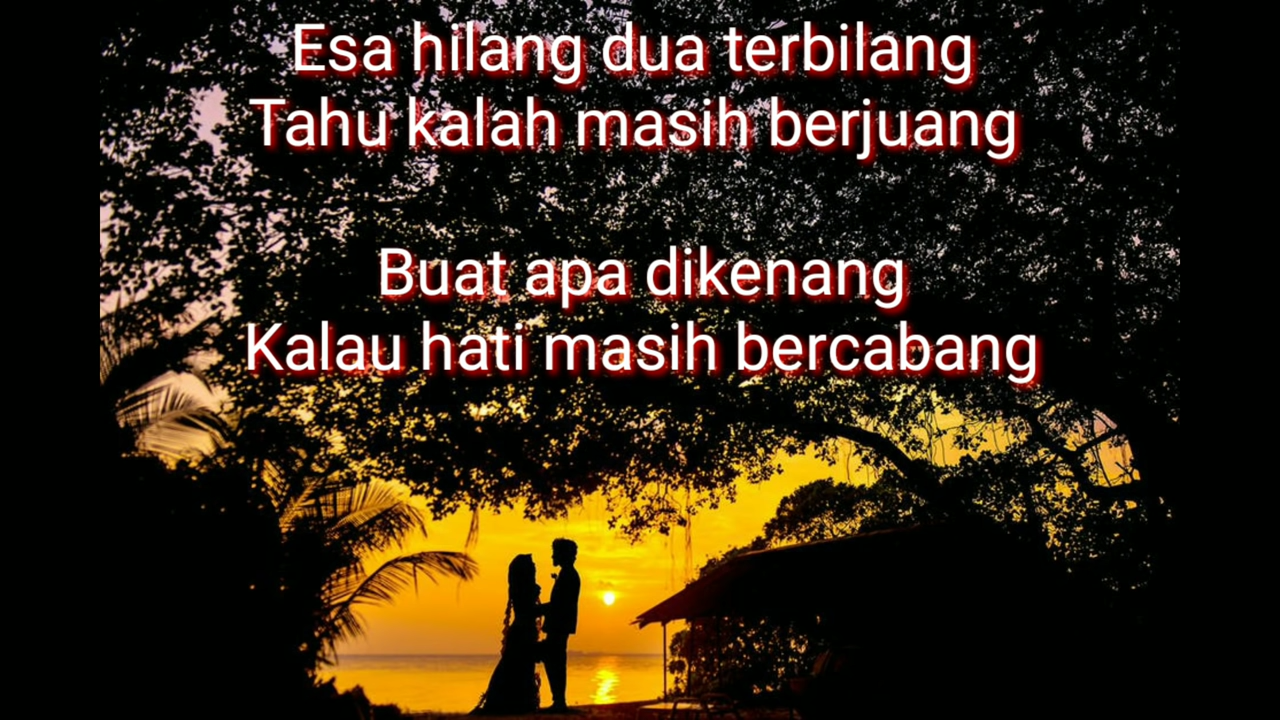 Esa hilang dua terbilang
Tahu kalah masih berjuang
Buat apa dikenang
Kalau hati masih bercabang